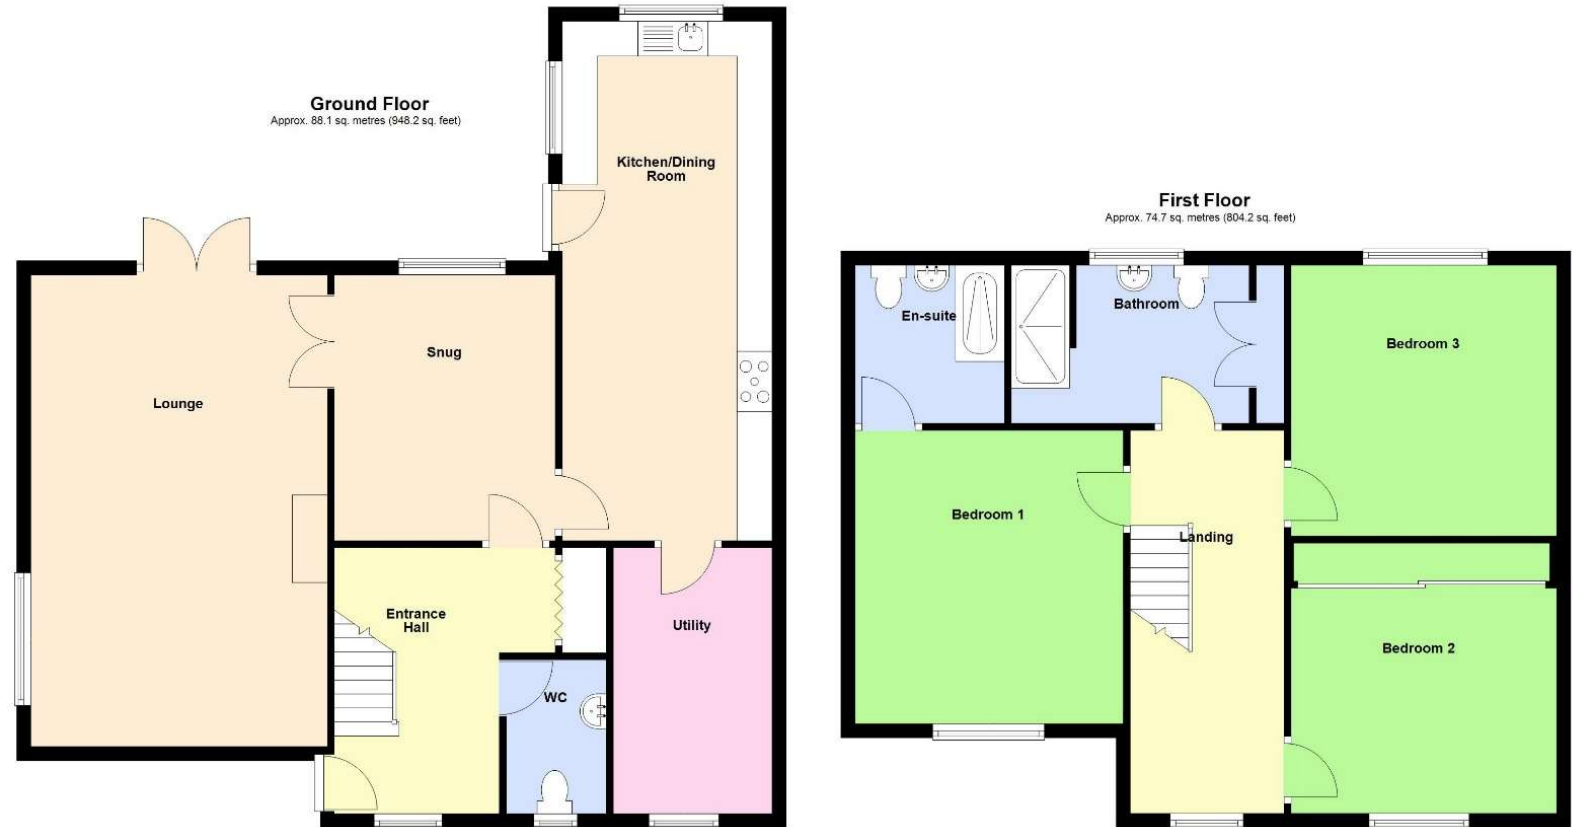 Ground Floor
Approx. 88.1 sq. metres (948.2 sq. feet)
Kitchen/Dining
Room
Snug
Lounge
Entrance
Hall
Utility
WC
First Floor
Approx. 74.7 sq. metres (804.2 sq. feet)
En-suite
Bathroom
Bedroom 3
Bedroom 1
Landing
Bedroom 2